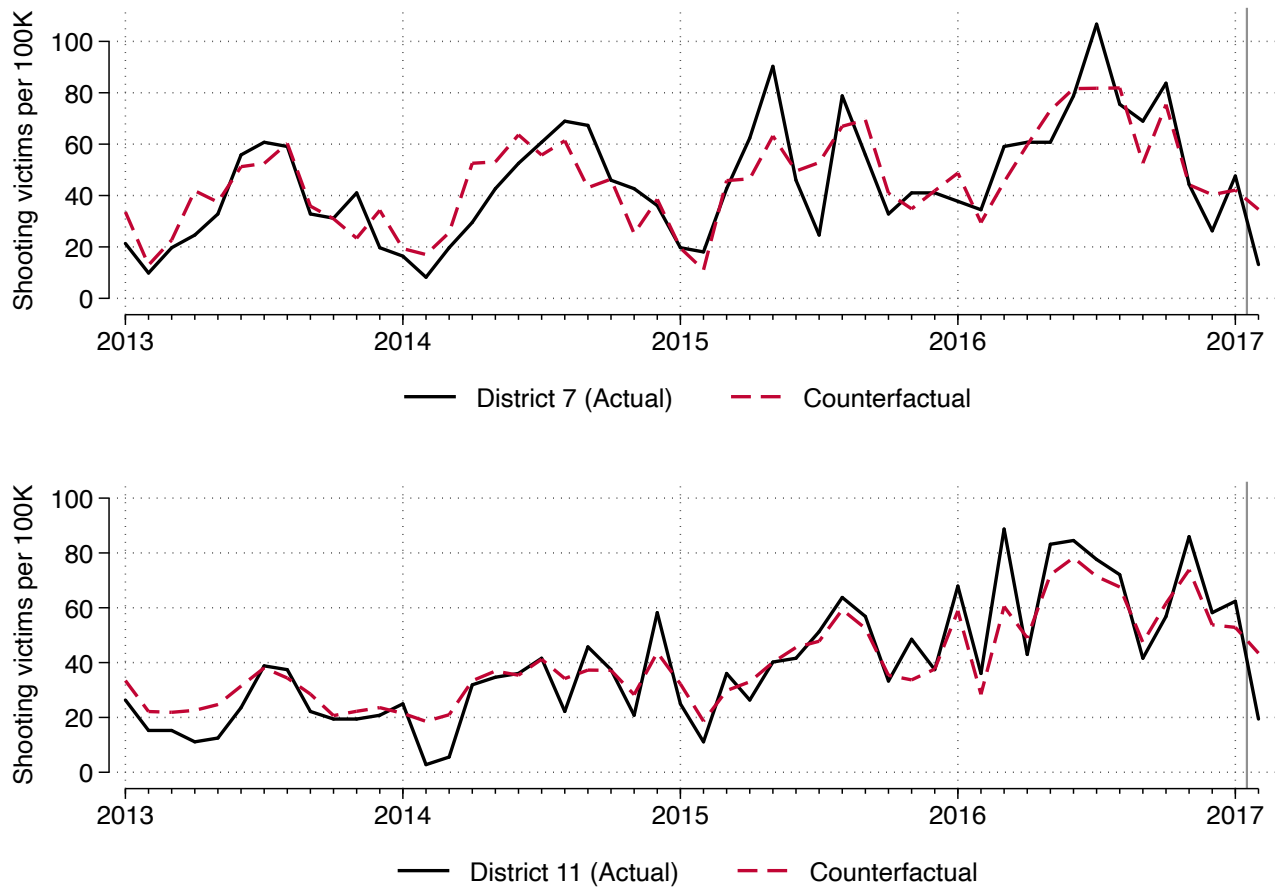 Shooting victims per 100K
100
80
60
40
20
0
2013 2014 2015 2016 2017
District 7 (Actual) Counterfactual
Shooting victims per 100K
100
80
60
40
20
0
2013 2014 2015 2016 2017
District 11 (Actual) Counterfactual